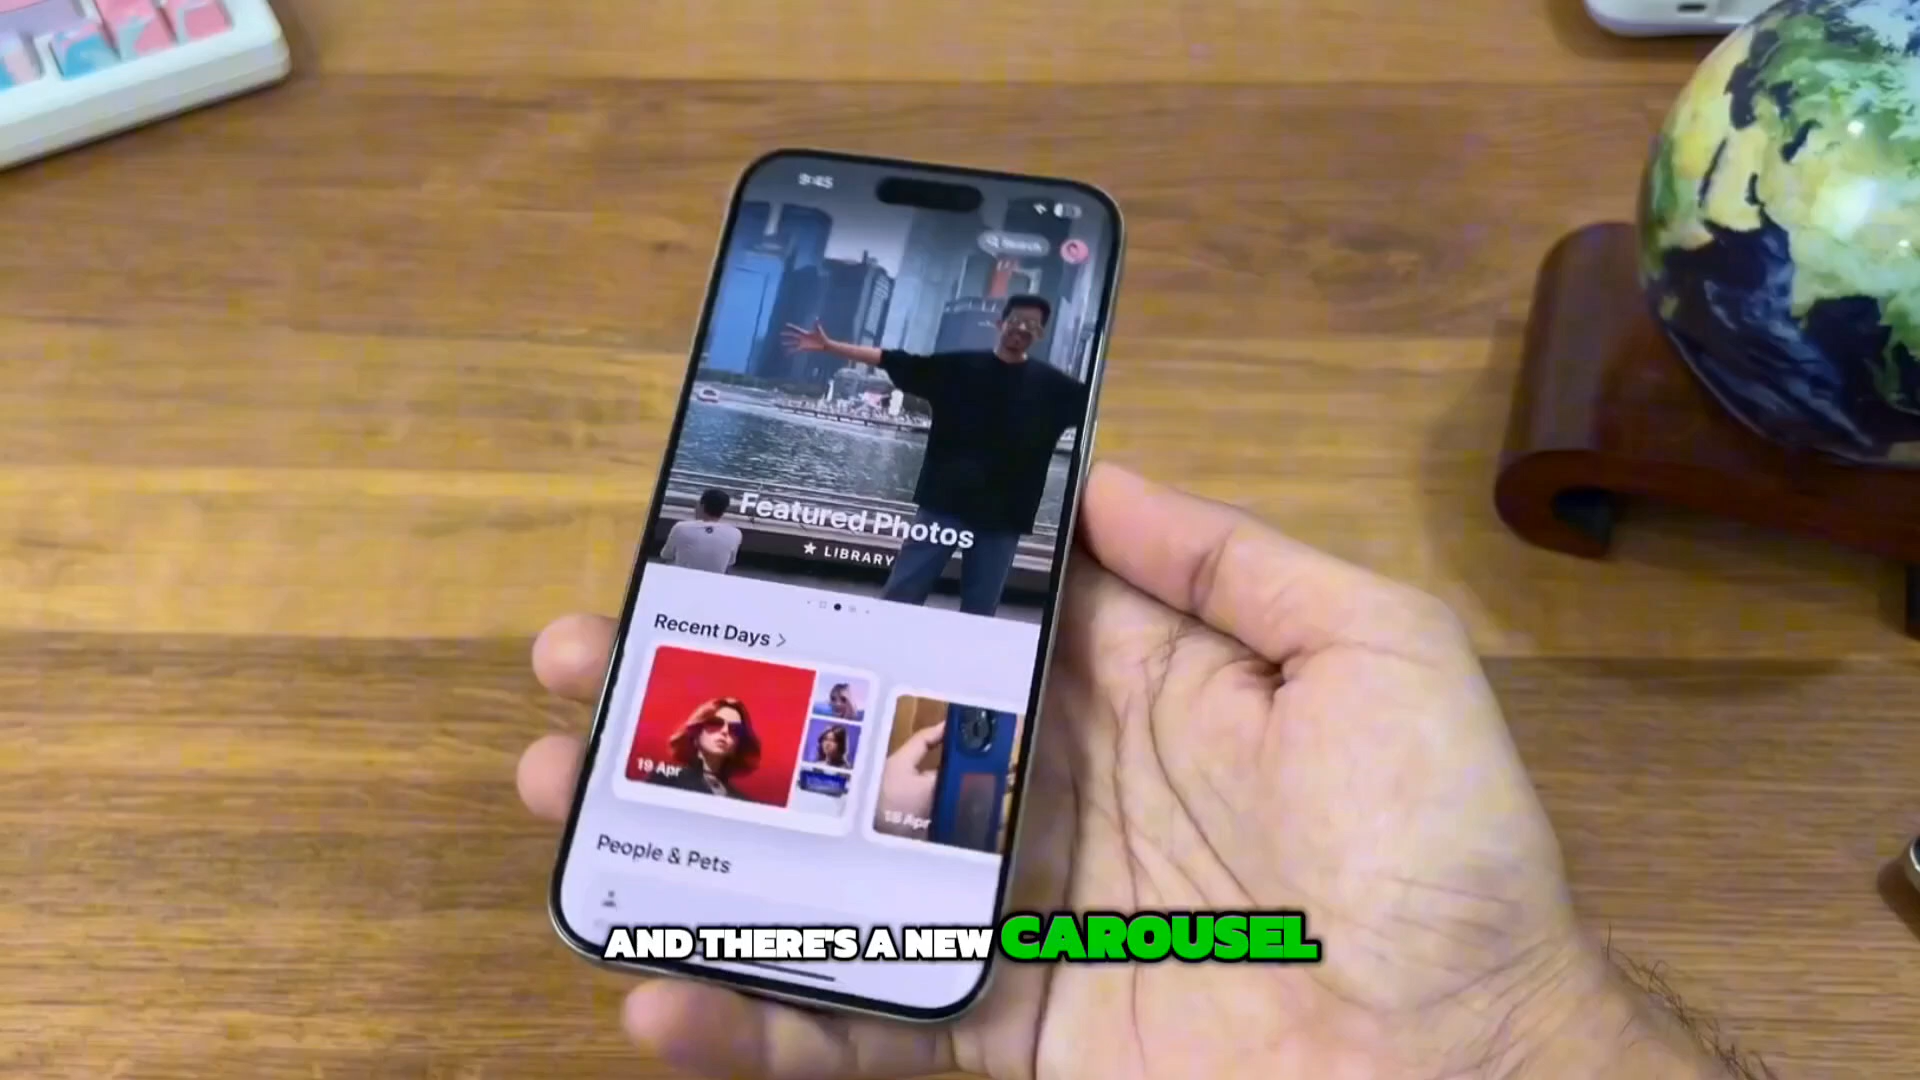 9:45
Search
Featured Photos
★ LIBRARY
Recent Days >
19 Apr
18 Apr
People & Pets
AND THERE'S A NEW CAROUSEL